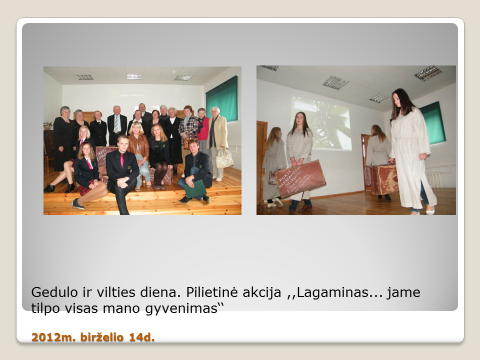 Gedulo ir vilties diena. Pilietinė akcija ,,Lagaminas... jame
tilpo visas mano gyvenimas‘‘
2012m. birželio 14d.